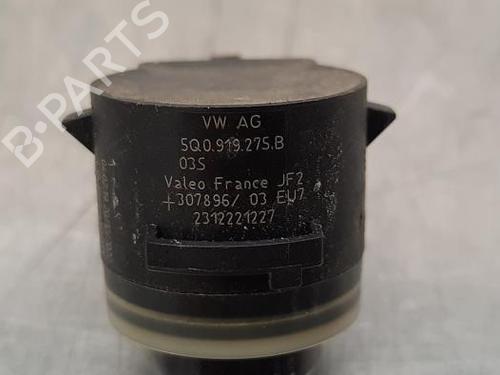 B-PARTS
VW AG
5Q0.919.275.B
03S
Valeo France JF2
+307896/ 03 EU7
2312221227